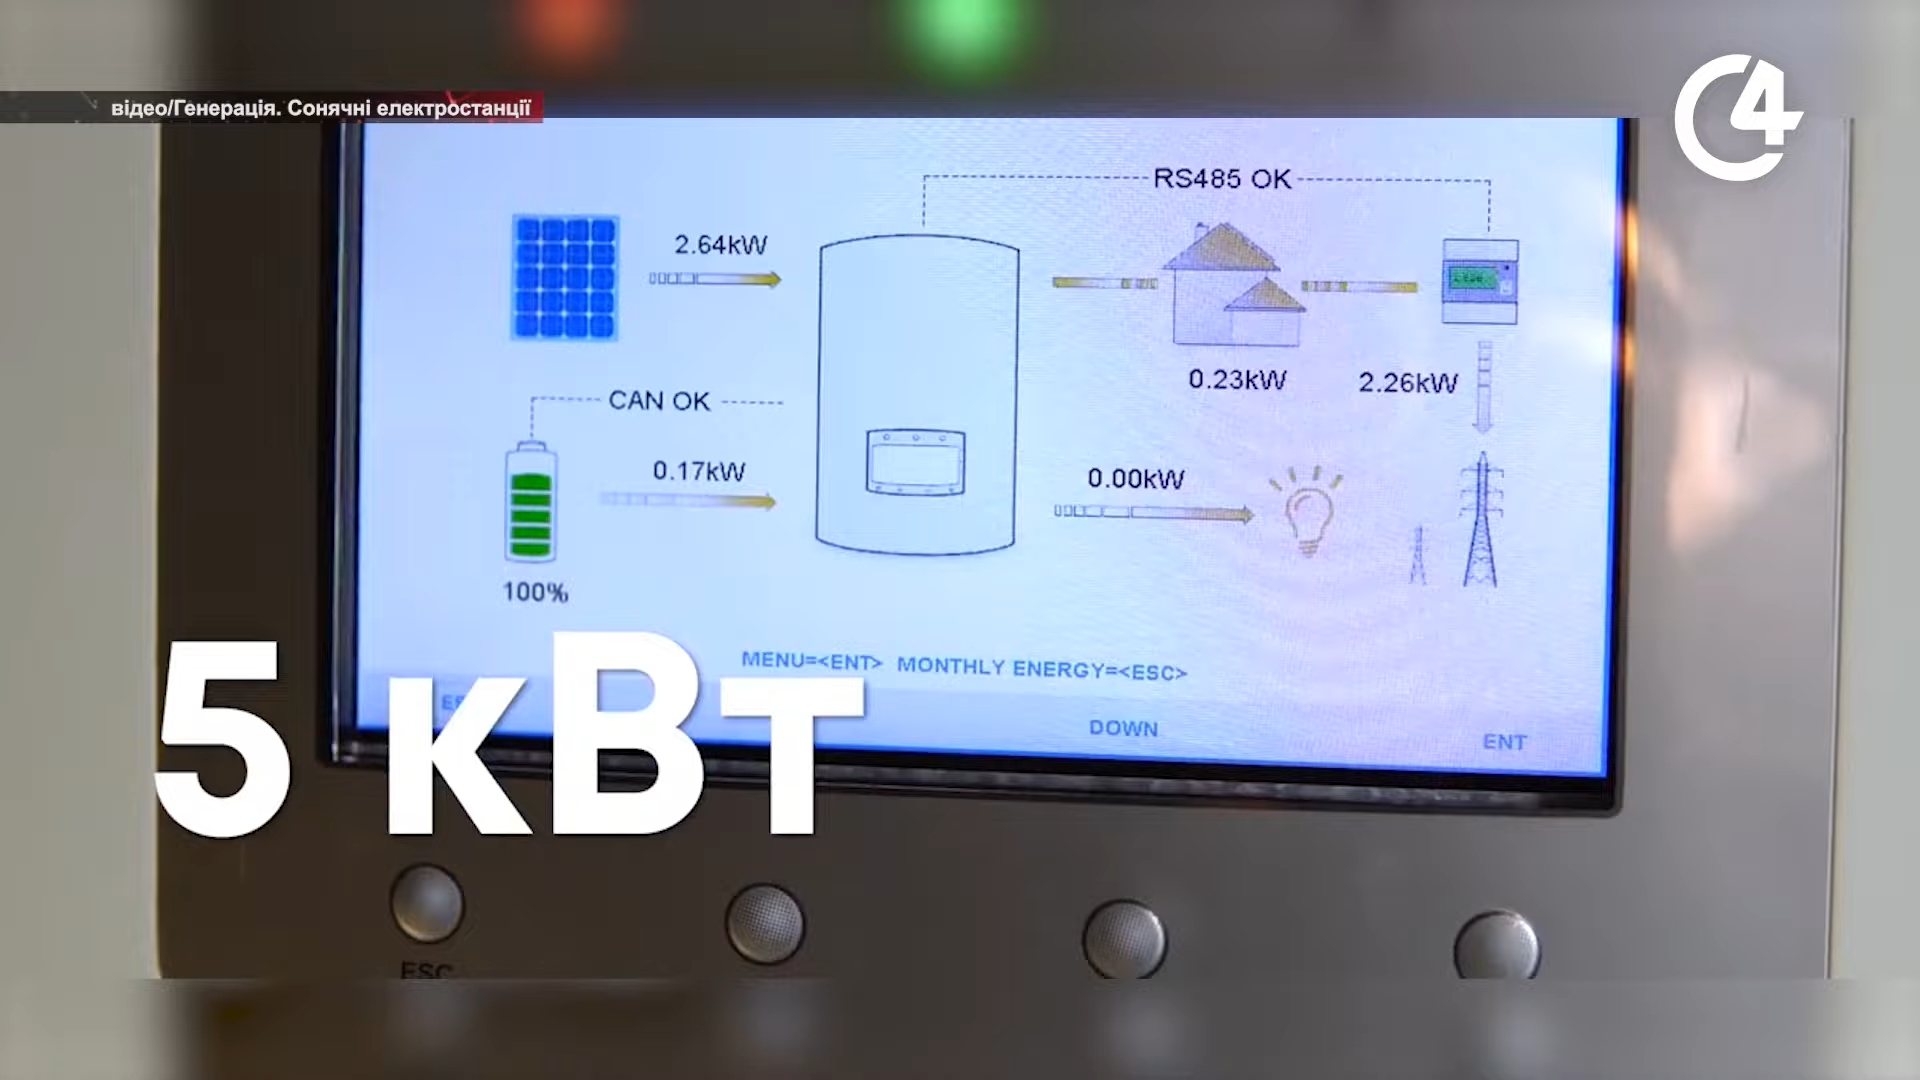 відео/Генерація. Сонячні електростанції
C4
RS485 OK
2.64kW
0.23kW
2.26kW
CAN OK
0.17kW
0.00kW
100%
MENU=<ENT> MONTHLY ENERGY=<ESC>
DOWN
ENT
5 кВт
ESC